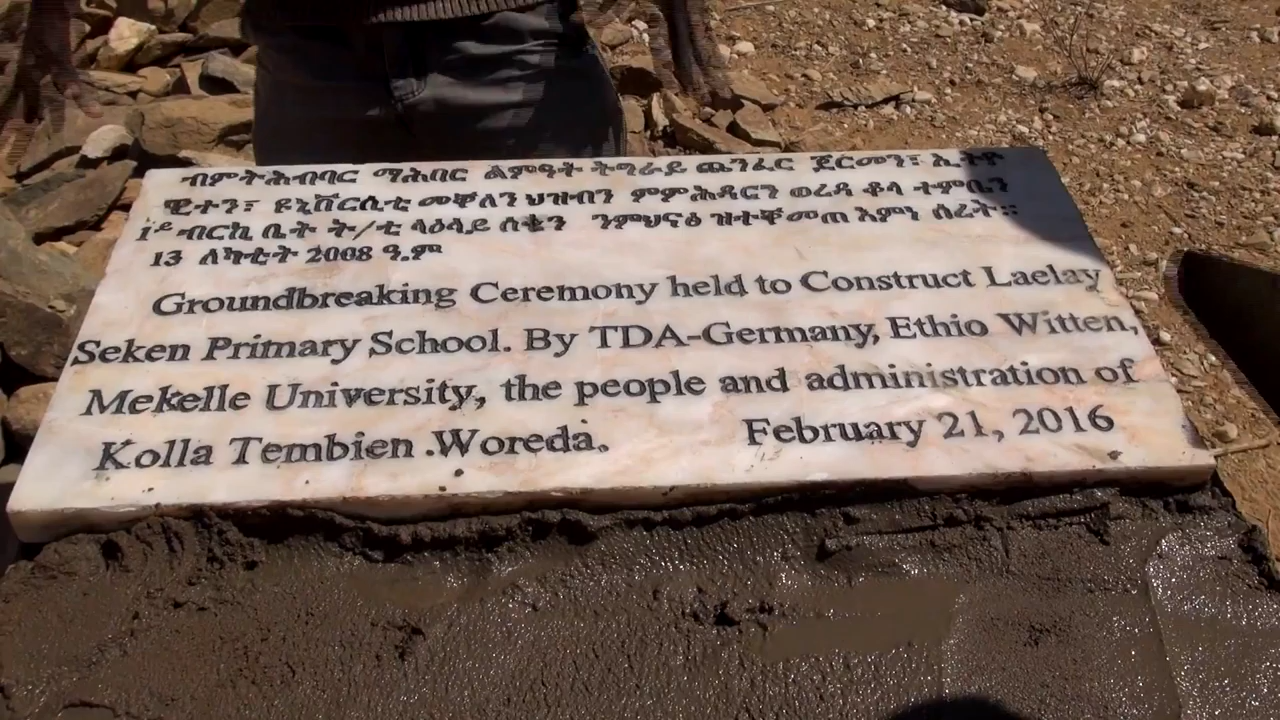 ብምትሕብባር ማሕበር ልምዓት ትግራይ ጨንፈር ጀርመን፣ ኢትዮ
ዊተን፣ ዩኒቨርሲቲ መቐለን ህዝብን ምምሕዳርን ወረዳ ቆላ ተምቤን
1ይ ብርኪ ቤት ት/ቲ ላዕላይ ሰቄን ንምህናፅ ዝተቐመጠ እምነ ሰረት።
13 ለካቲት 2008 ዓ.ም
Groundbreaking Ceremony held to Construct Laelay
Seken Primary School. By TDA-Germany, Ethio Witten,
Mekelle University, the people and administration of
Kolla Tembien .Woreda. February 21, 2016